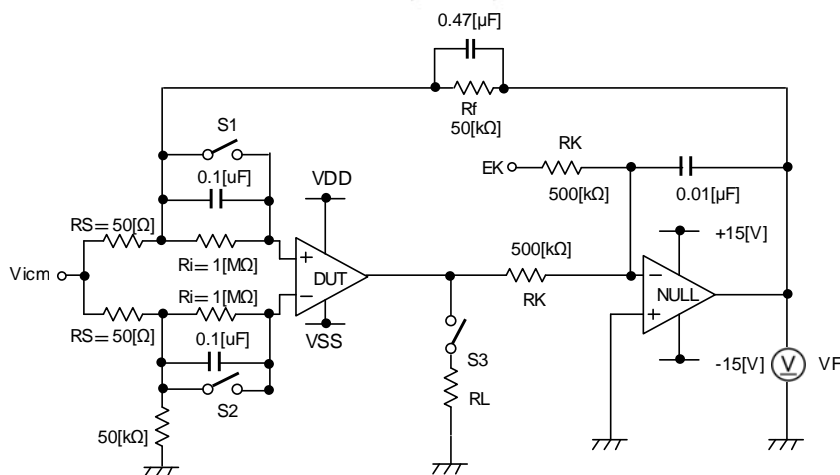 0.47[μF]
Rf
50[kΩ]
S1
EK
RK
500[kΩ]
0.01[μF]
0.1[uF]
VDD
RS=50[Ω]
+15[V]
500[kΩ]
Ri=1[MΩ]
Vicm
DUT
NULL
Ri=1[MΩ]
RK
RS=50[Ω]
VSS
0.1[uF]
S3
-15[V]
V
VF
RL
S2
50[kΩ]